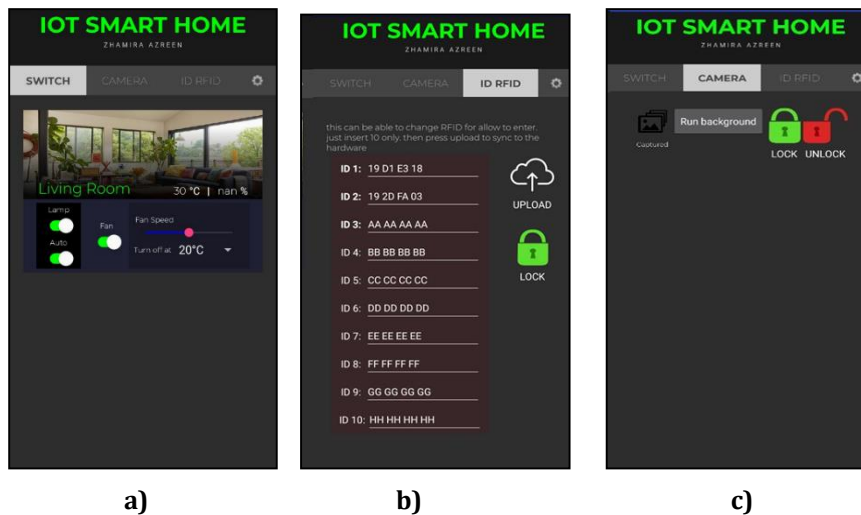 IOT SMART HOME
ZHAMIRA AZREEN
SWITCH CAMERA ID RFID
Living Room 30 °C | nan %
Lamp
Auto
Fan
Fan Speed
Turn off at 20°C
a)
IOT SMART HOME
ZHAMIRA AZREEN
SWITCH CAMERA ID RFID
this can be able to change RFID for allow to enter.
just insert 10 only. then press upload to sync to the
hardware
ID 1: 19 D1 E3 18
ID 2: 19 2D FA 03
ID 3: AA AA AA AA
ID 4: BB BB BB BB
ID 5: CC CC CC CC
ID 6: DD DD DD DD
ID 7: EE EE EE EE
ID 8: FF FF FF FF
ID 9: GG GG GG GG
ID 10: HH HH HH HH
UPLOAD
LOCK
b)
IOT SMART HOME
ZHAMIRA AZREEN
SWITCH CAMERA ID RFID
Captured
Run background
LOCK UNLOCK
c)